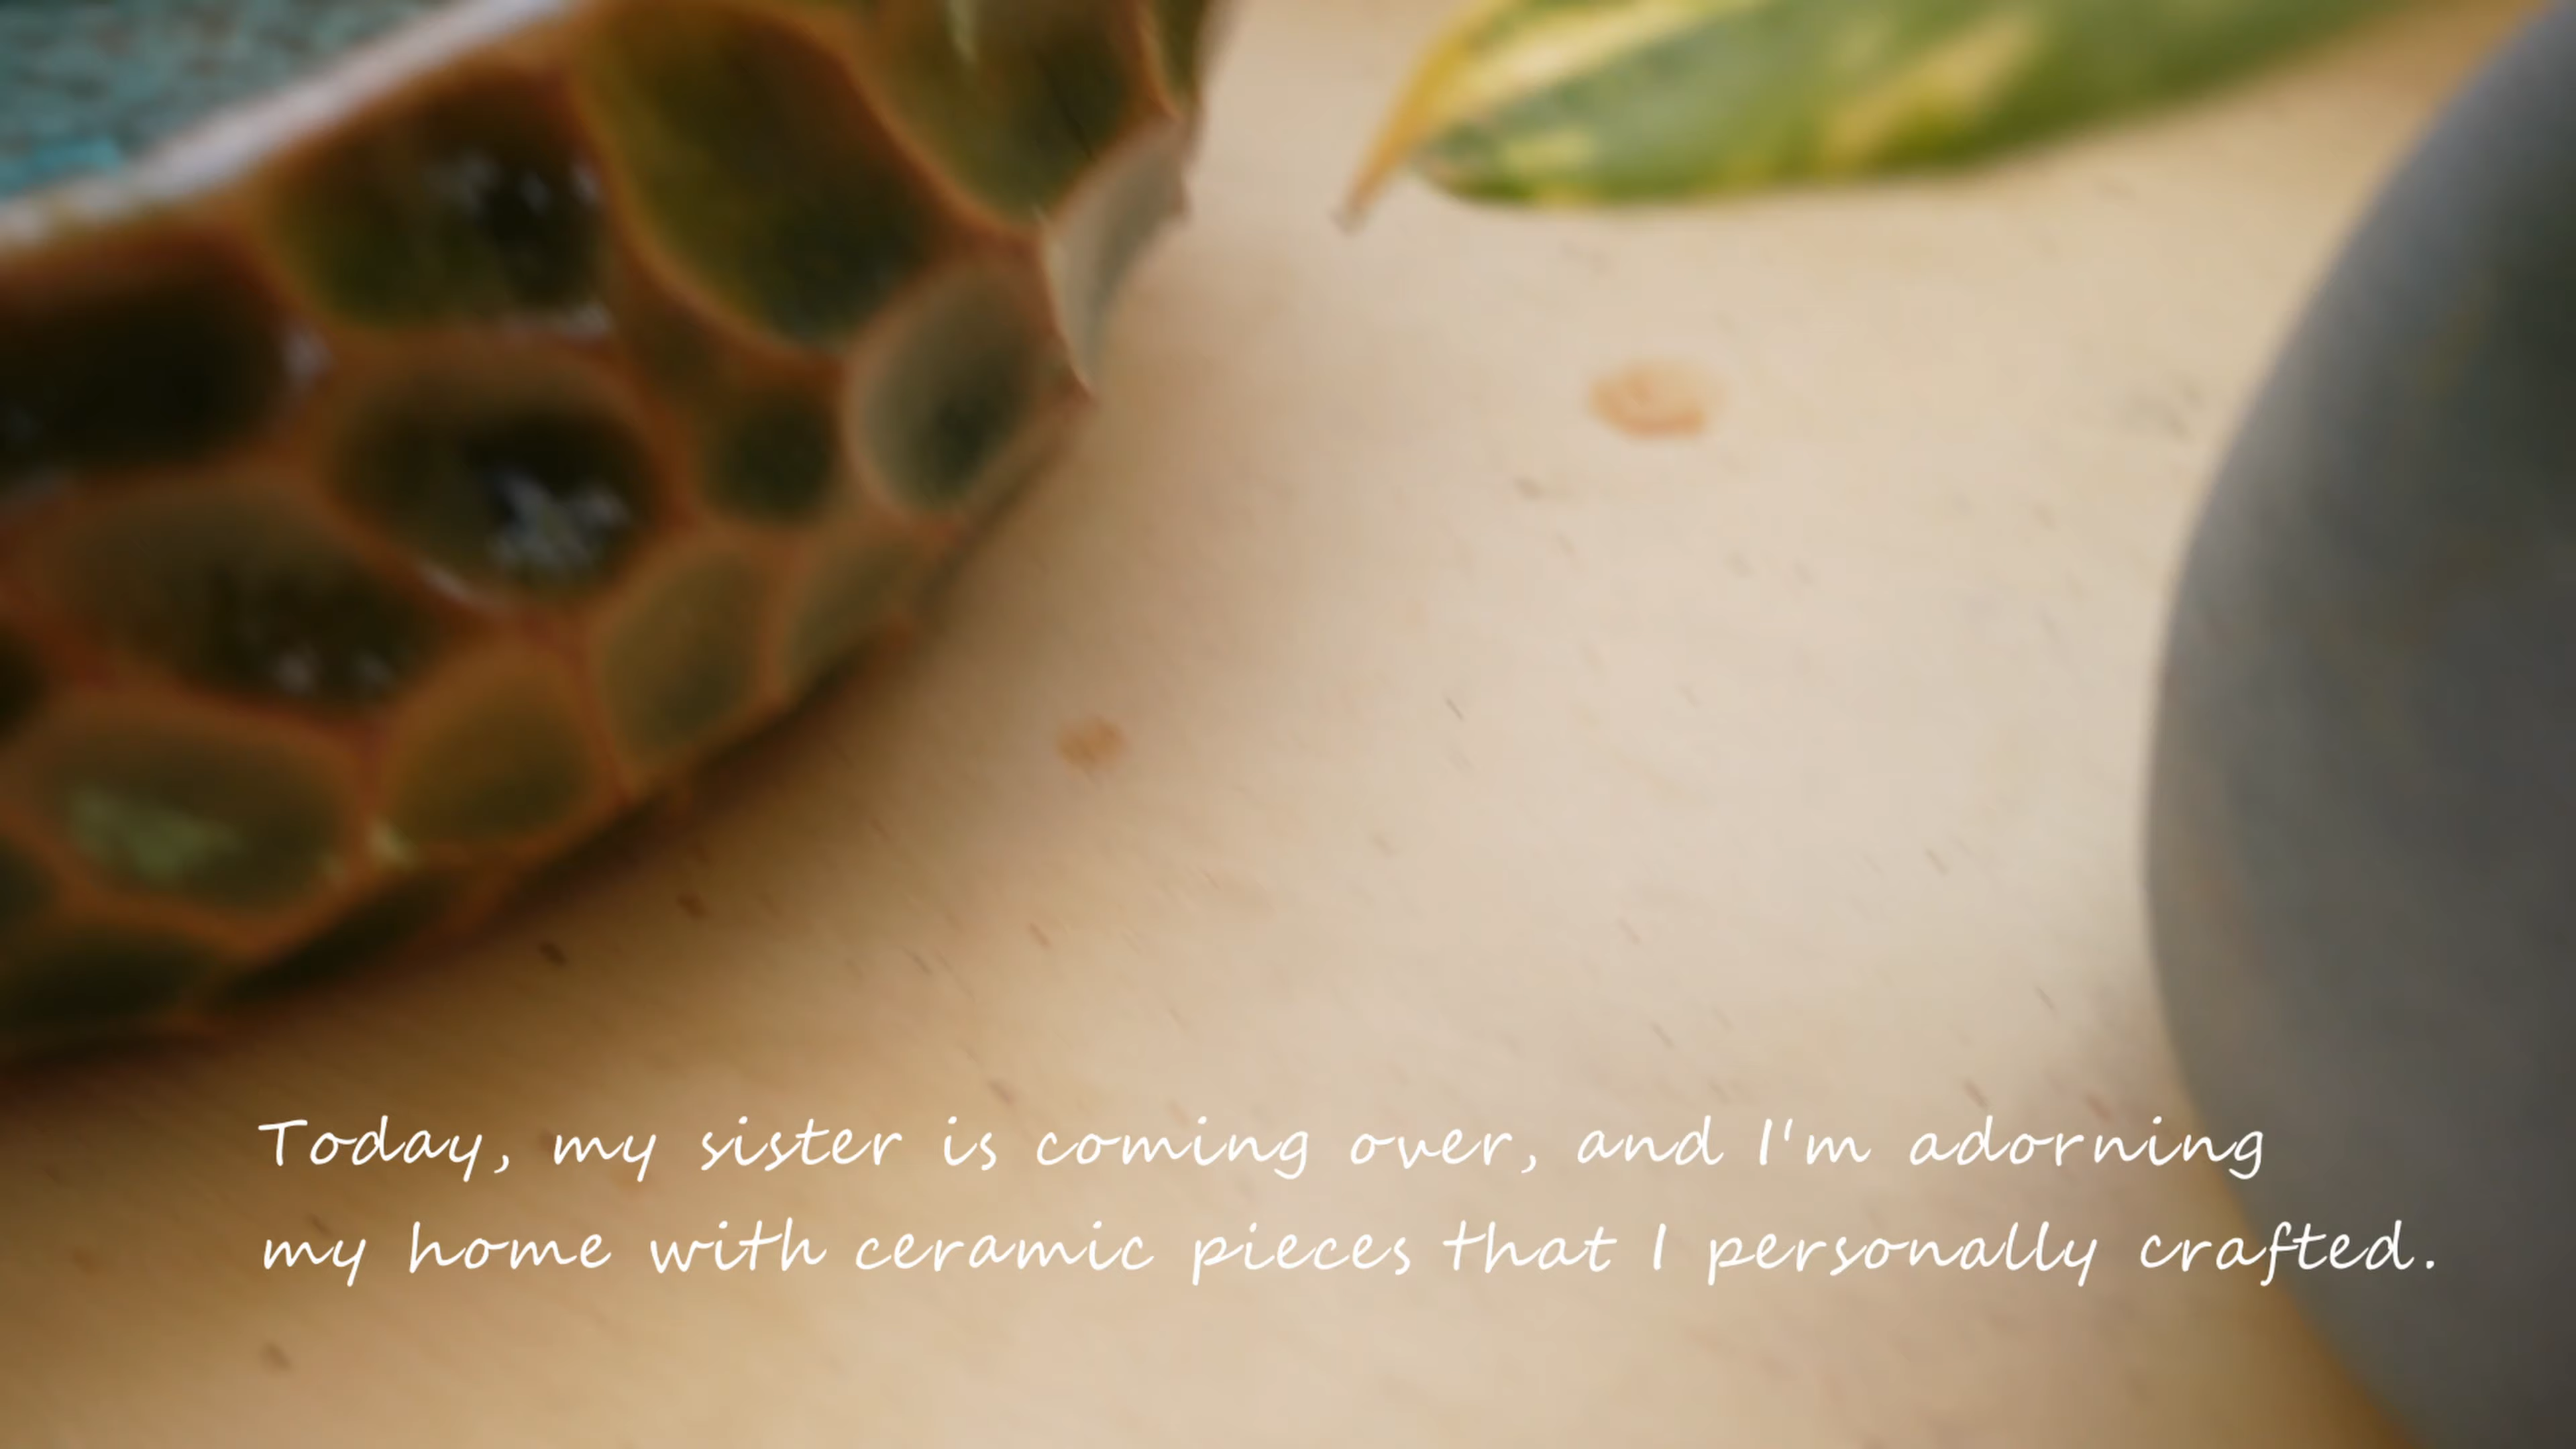 Today, my sister is coming over, and I'm adorning
my home with ceramic pieces that I personally crafted.